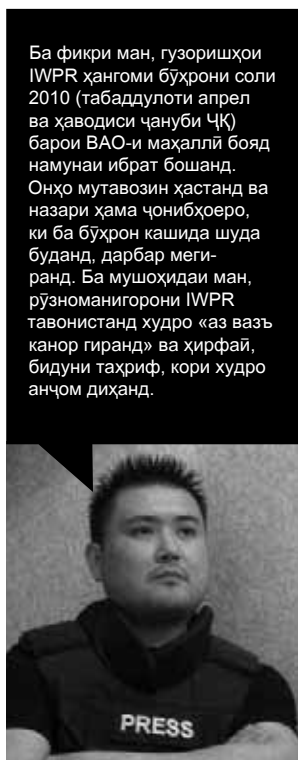 Ба фикри ман, гузоришҳои
IWPR ҳангоми бӯҳрони соли
2010 (табаддулоти апрел
ва ҳаводиси ҷануби ҶҚ)
барои ВАО-и маҳаллӣ бояд
намунаи ибрат бошанд.
Онҳо мутавозин ҳастанд ва
назари ҳама ҷонибҳоеро,
ки ба бӯҳрон кашида шуда
буданд, дарбар меги-
ранд. Ба мушоҳидаи ман,
рӯзноманигорони IWPR
тавонистанд худро «аз вазъ
канор гиранд» ва ҳирфаӣ,
бидуни таҳриф, кори худро
анҷом диҳанд.
PRESS